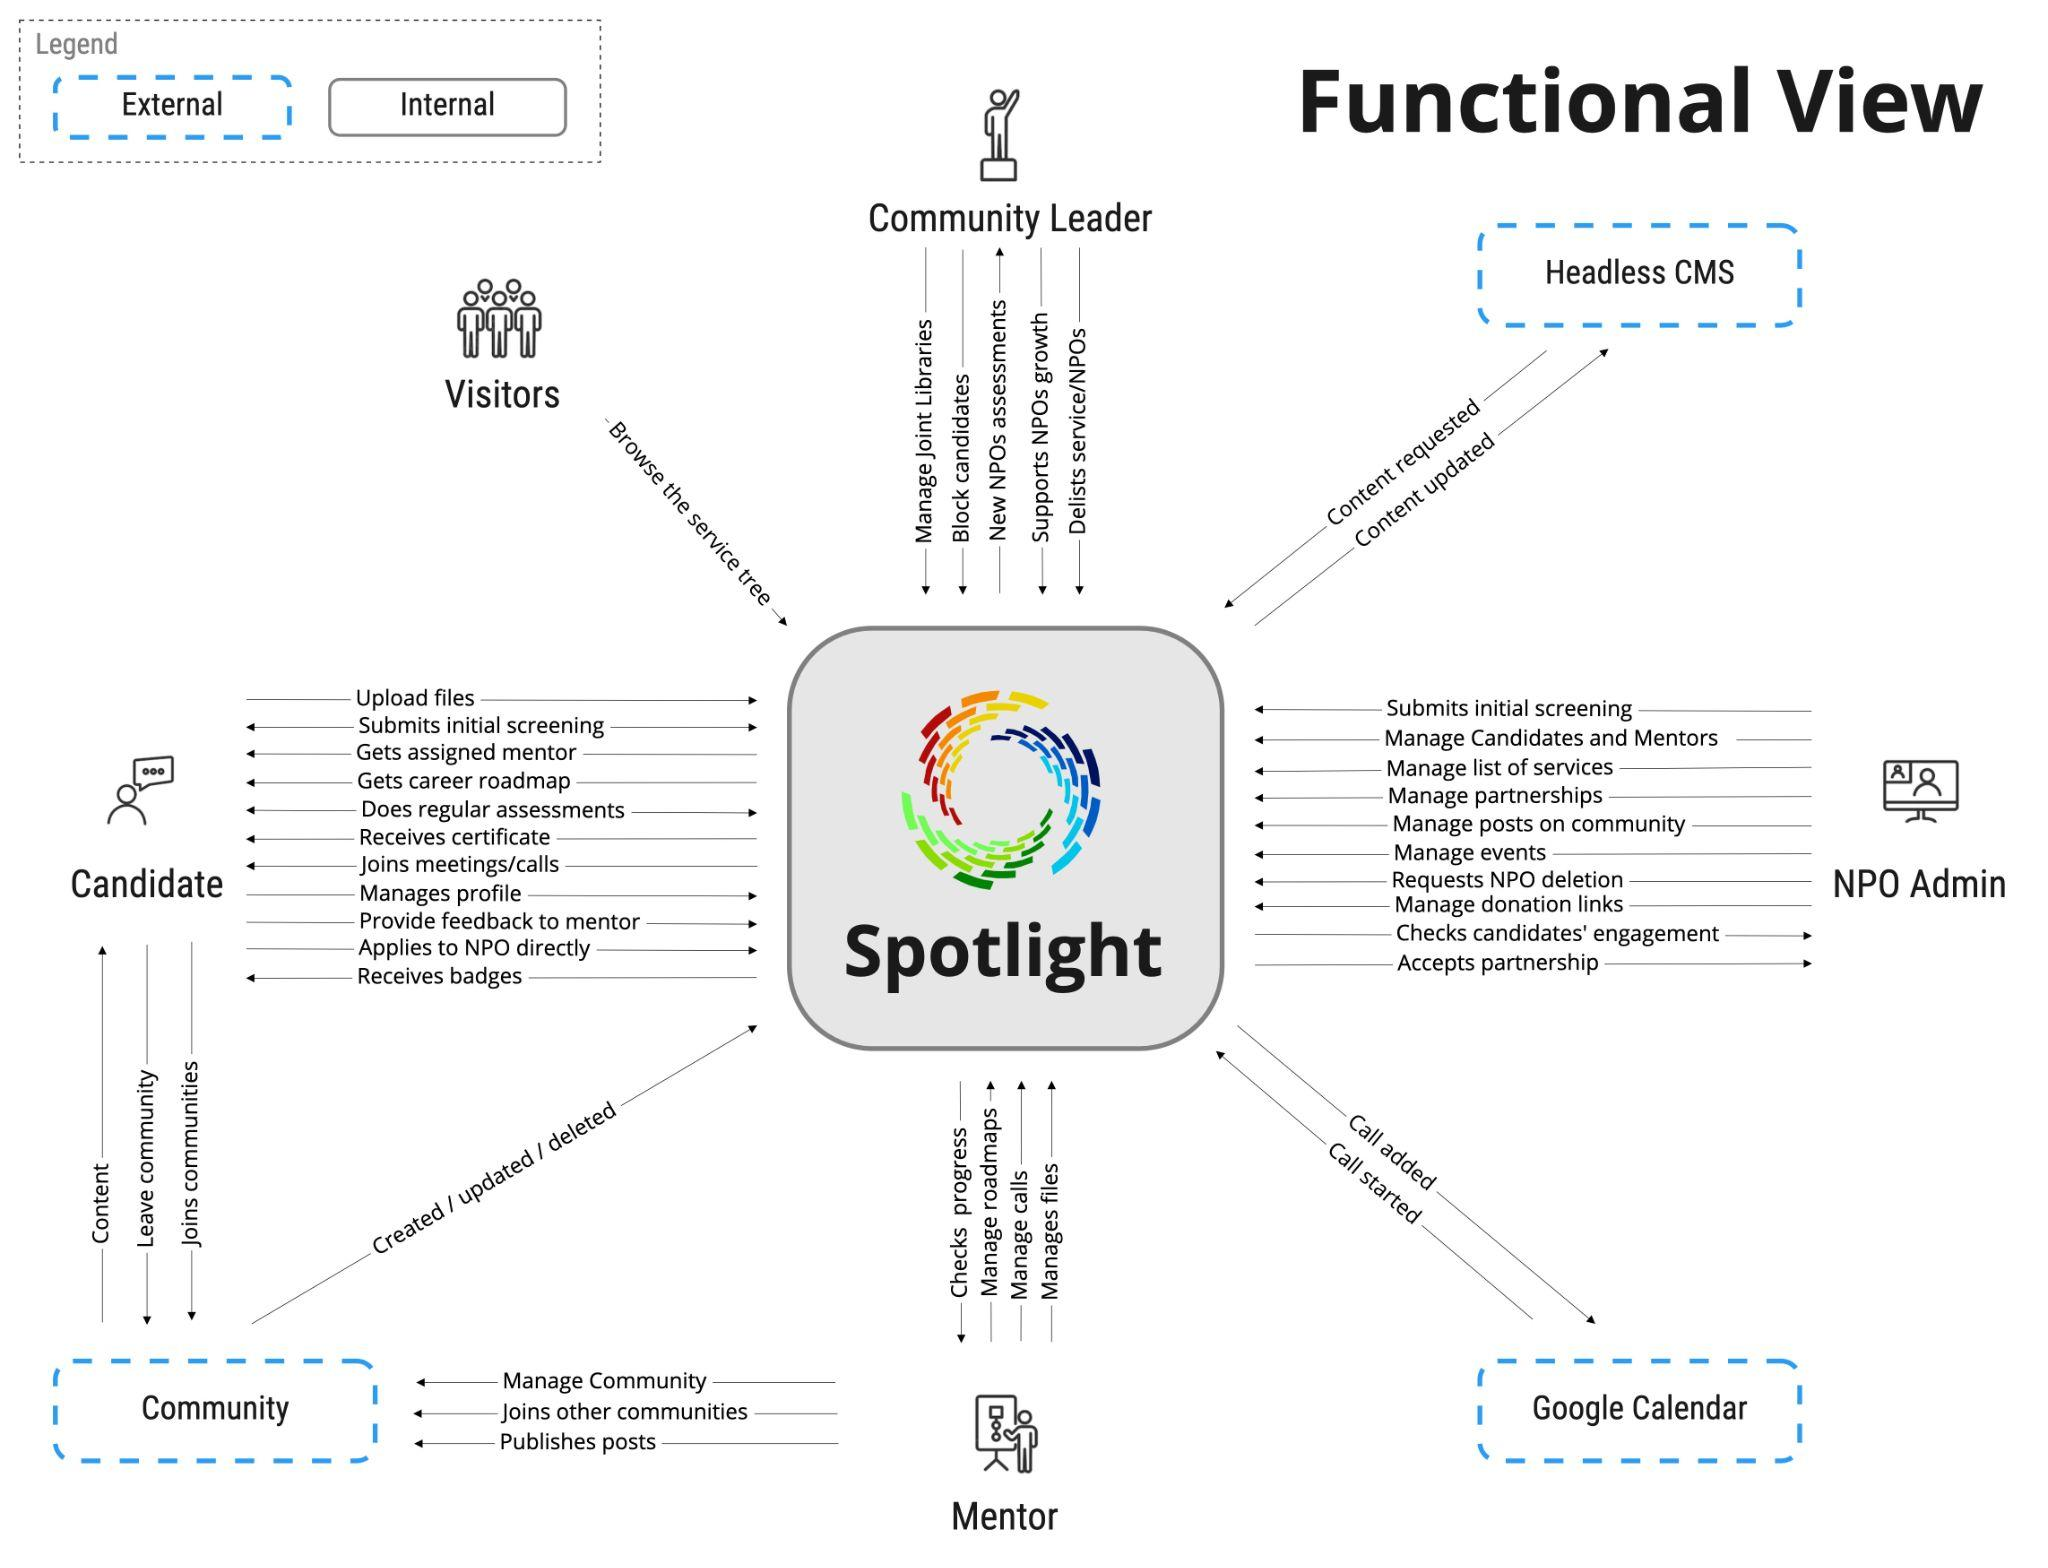 Legend
External
Internal
Functional View
Community Leader
Headless CMS
Visitors
Manage Joint Libraries
Block candidates
New NPOs assessments
Supports NPOs growth
Delists service/NPOs
Content requested
Content updated
Browse the service tree
Upload files
Submits initial screening
Gets assigned mentor
Gets career roadmap
Does regular assessments
Receives certificate
Joins meetings/calls
Manages profile
Provide feedback to mentor
Applies to NPO directly
Receives badges
Candidate
Spotlight
Submits initial screening
Manage Candidates and Mentors
Manage list of services
Manage partnerships
Manage posts on community
Manage events
Requests NPO deletion
Manage donation links
Checks candidates' engagement
Accepts partnership
NPO Admin
Content
Leave community
Joins communities
Created / updated / deleted
Checks progress
Manage roadmaps
Manage calls
Manages files
Call added
Call started
Community
Manage Community
Joins other communities
Publishes posts
Google Calendar
Mentor